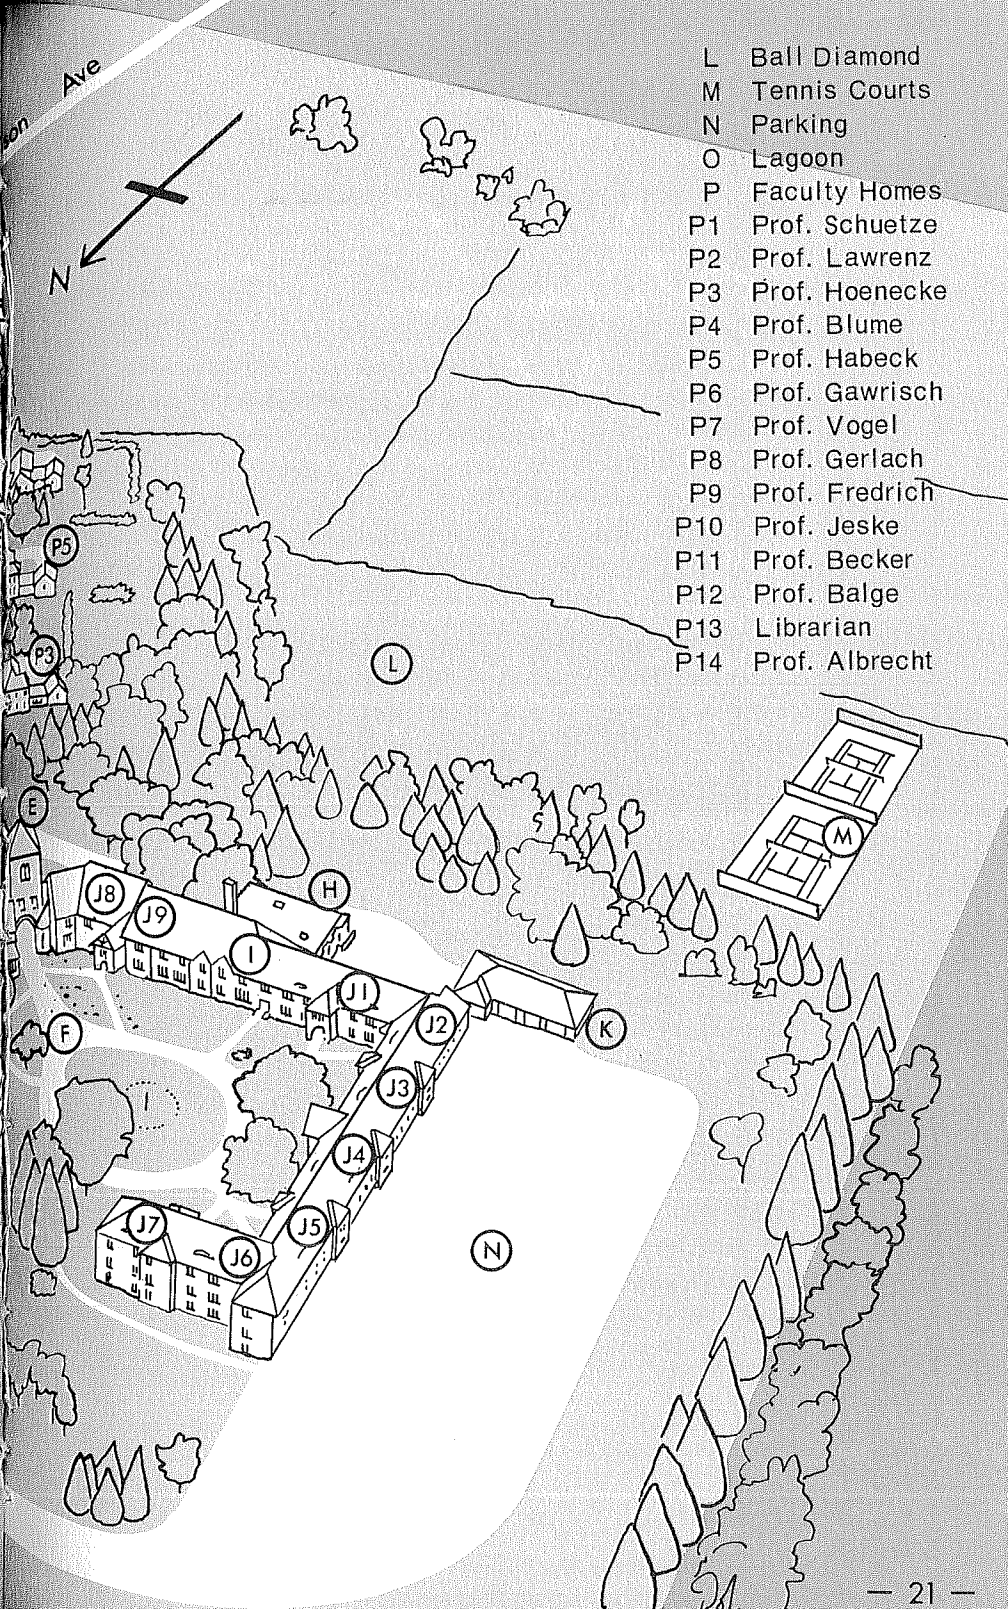 Ave
son
N
L Ball Diamond
M Tennis Courts
N Parking
O Lagoon
P Faculty Homes
P1 Prof. Schuetze
P2 Prof. Lawrenz
P3 Prof. Hoenecke
P4 Prof. Blume
P5 Prof. Habeck
P6 Prof. Gawrisch
P7 Prof. Vogel
P8 Prof. Gerlach
P9 Prof. Fredrich
P10 Prof. Jeske
P11 Prof. Becker
P12 Prof. Balge
P13 Librarian
P14 Prof. Albrecht
P5
P3
L
E
M
H
J8
J9
I
J1
J2
K
F
J3
J4
J5
J7
J6
N
— 21 —